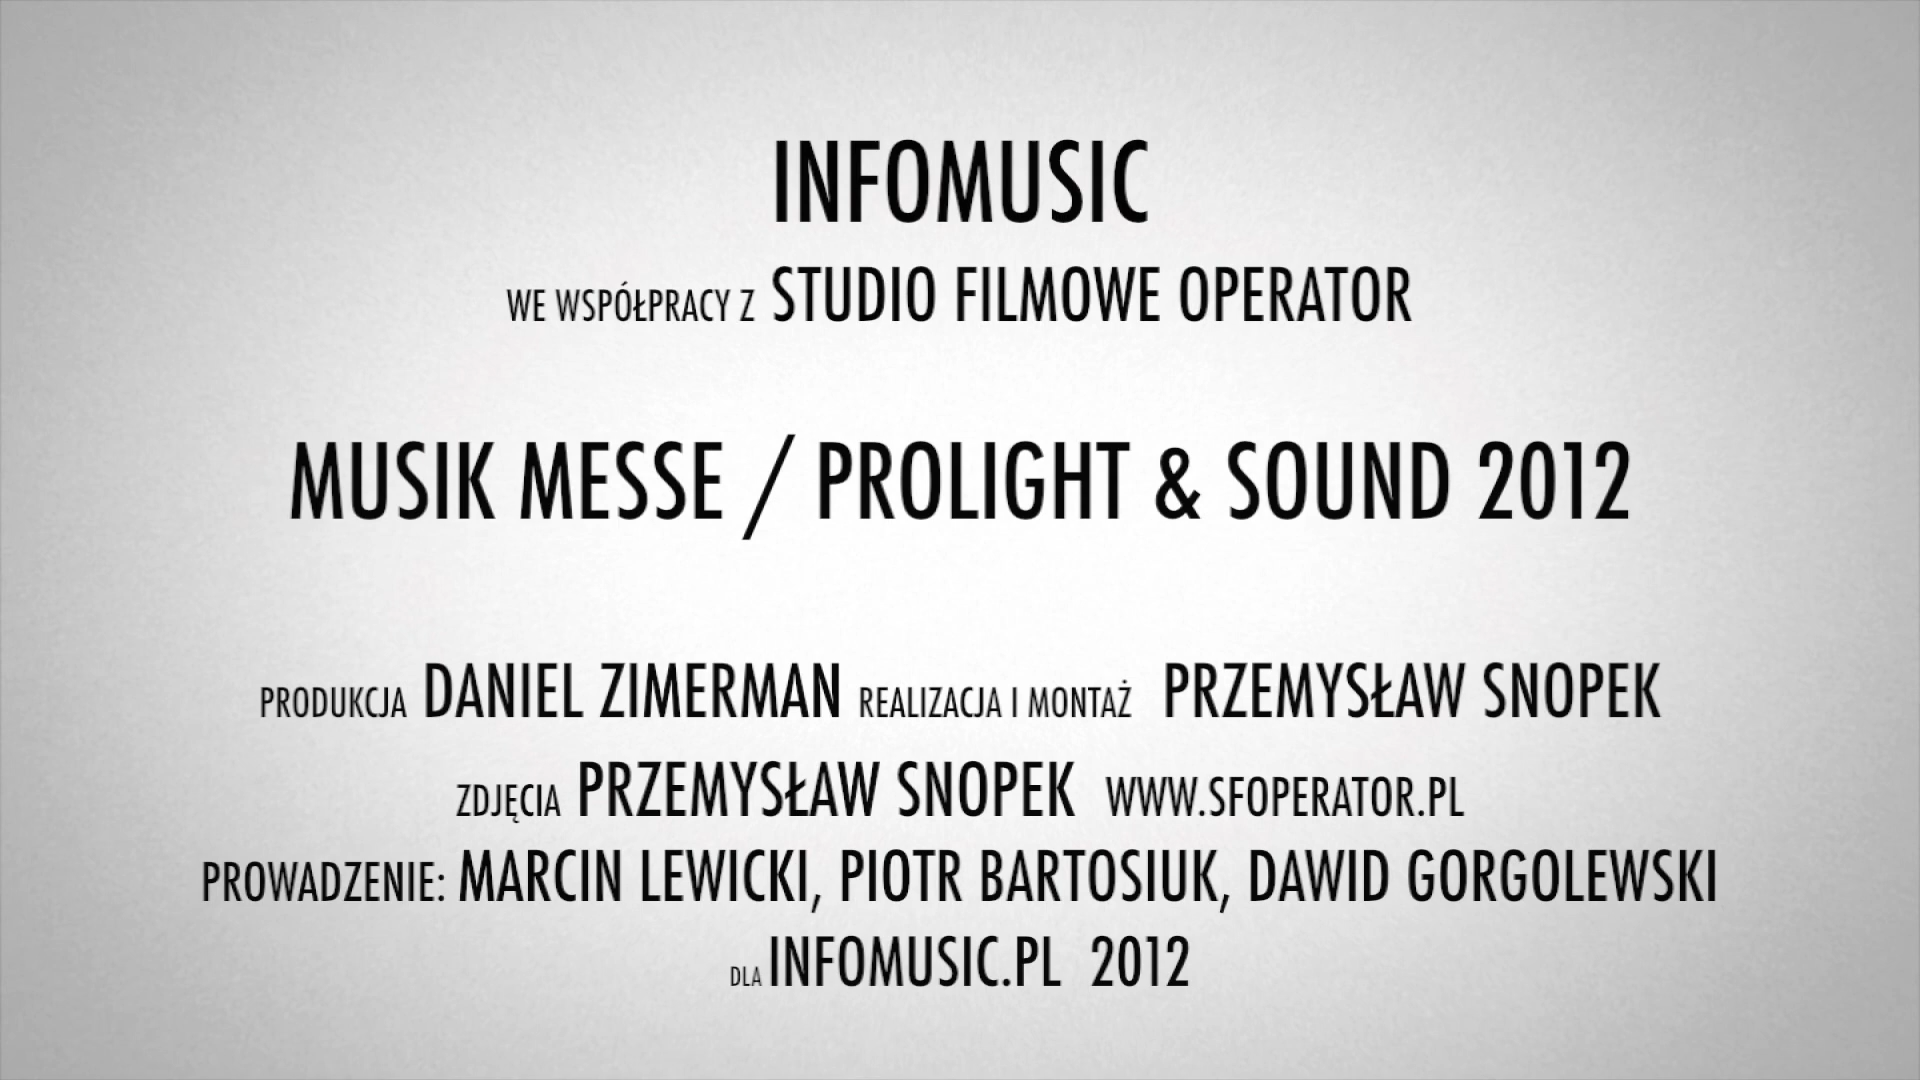 INFOMUSIC
WE WSPÓŁPRACY Z STUDIO FILMOWE OPERATOR
MUSIK MESSE / PROLIGHT & SOUND 2012
PRODUKCJA DANIEL ZIMERMAN REALIZACJA I MONTAŻ PRZEMYSŁAW SNOPEK
ZDJĘCIA PRZEMYSŁAW SNOPEK WWW.SFOPERATOR.PL
PROWADZENIE: MARCIN LEWICKI, PIOTR BARTOSIUK, DAWID GORGOLEWSKI
DLA INFOMUSIC.PL 2012